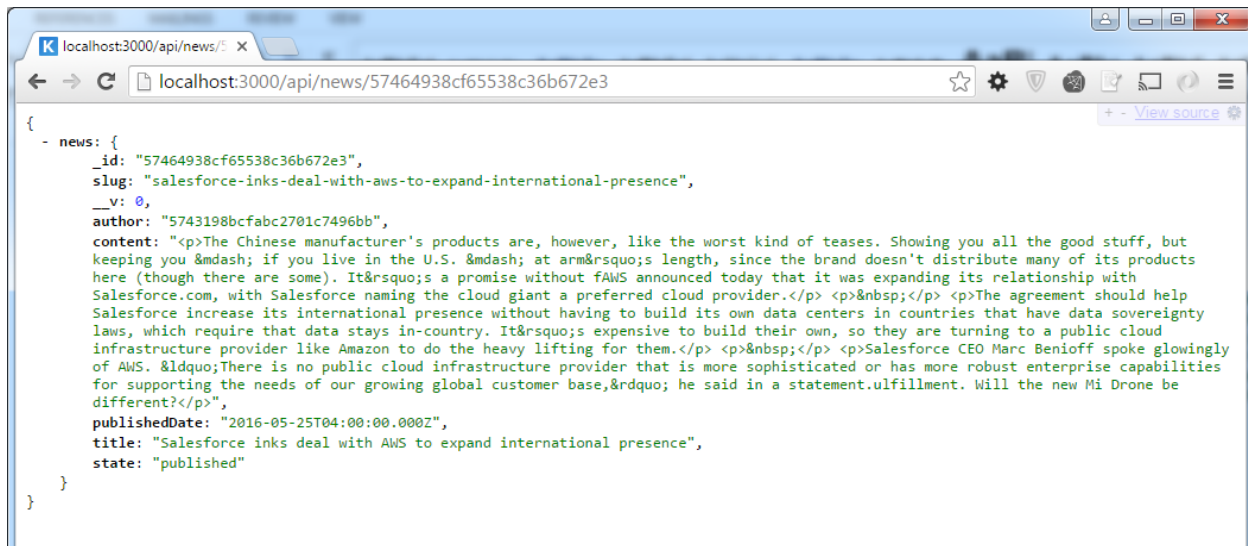 REFERENCES MAILINGS REVIEW VIEW
localhost:3000/api/news/5
localhost:3000/api/news/57464938cf65538c36b672e3
+ - View source
{
- news: {
_id: "57464938cf65538c36b672e3",
slug: "salesforce-inks-deal-with-aws-to-expand-international-presence",
__v: 0,
author: "5743198bcfabc2701c7496bb",
content: "<p>The Chinese manufacturer's products are, however, like the worst kind of teases. Showing you all the good stuff, but
keeping you &mdash; if you live in the U.S. &mdash; at arm&rsquo;s length, since the brand doesn't distribute many of its products
here (though there are some). It&rsquo;s a promise without fAWS announced today that it was expanding its relationship with
Salesforce.com, with Salesforce naming the cloud giant a preferred cloud provider.</p> <p>&nbsp;</p> <p>The agreement should help
Salesforce increase its international presence without having to build its own data centers in countries that have data sovereignty
laws, which require that data stays in-country. It&rsquo;s expensive to build their own, so they are turning to a public cloud
infrastructure provider like Amazon to do the heavy lifting for them.</p> <p>&nbsp;</p> <p>Salesforce CEO Marc Benioff spoke glowingly
of AWS. &ldquo;There is no public cloud infrastructure provider that is more sophisticated or has more robust enterprise capabilities
for supporting the needs of our growing global customer base,&rdquo; he said in a statement.ulfillment. Will the new Mi Drone be
different?</p>",
publishedDate: "2016-05-25T04:00:00.000Z",
title: "Salesforce inks deal with AWS to expand international presence",
state: "published"
}
}